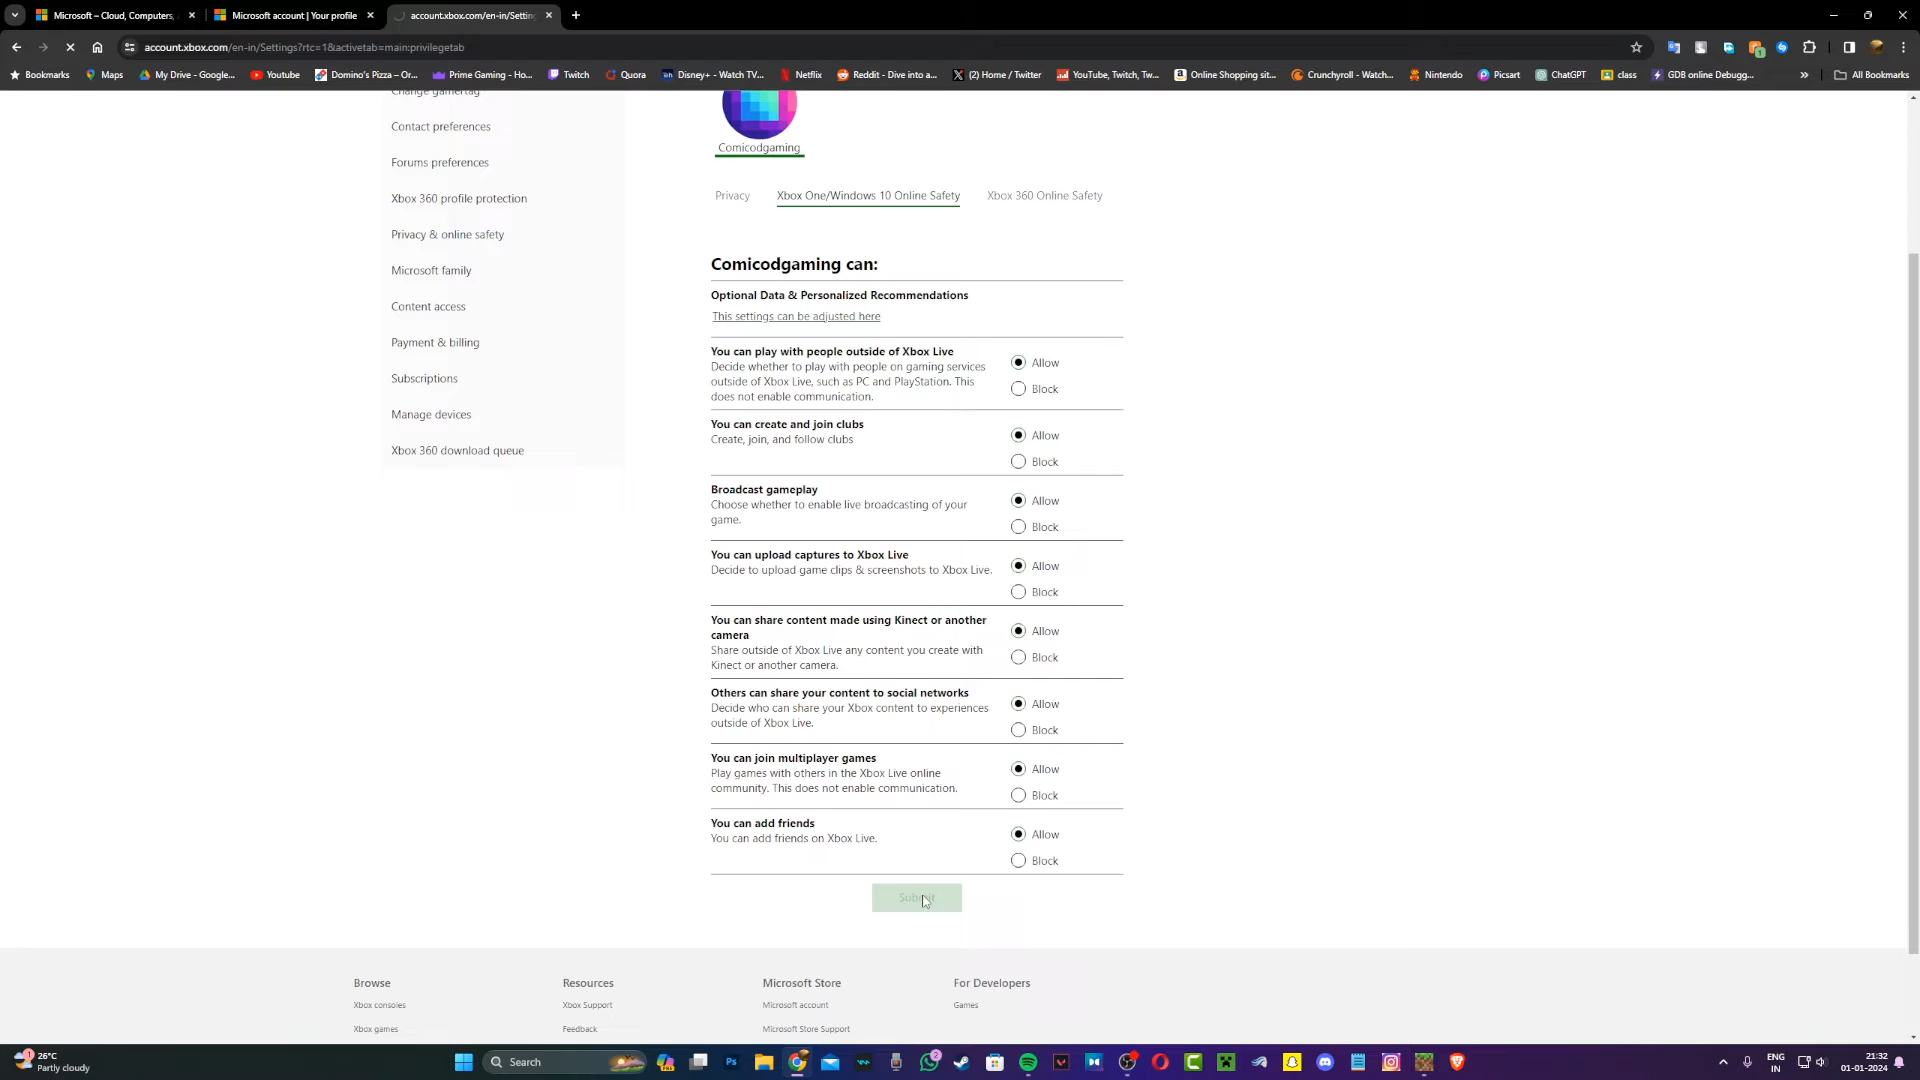 Microsoft – Cloud, Computers,
Microsoft account | Your profile
account.xbox.com/en-in/Setting
account.xbox.com/en-in/Settings?rtc=1&activetab=main:privilegetab
Bookmarks
Maps
My Drive - Google...
Youtube
Domino's Pizza – Or...
Prime Gaming - Ho...
Twitch
Quora
Disney+ - Watch TV...
Netflix
Reddit - Dive into a...
(2) Home / Twitter
YouTube, Twitch, Tw...
Online Shopping sit...
Crunchyroll - Watch...
Nintendo
Picsart
ChatGPT
class
GDB online Debugg...
All Bookmarks
Change gamertag
Contact preferences
Forums preferences
Xbox 360 profile protection
Privacy & online safety
Microsoft family
Content access
Payment & billing
Subscriptions
Manage devices
Xbox 360 download queue
Comicodgaming
Privacy
Xbox One/Windows 10 Online Safety
Xbox 360 Online Safety
Comicodgaming can:
Optional Data & Personalized Recommendations
This settings can be adjusted here
You can play with people outside of Xbox Live
Decide whether to play with people on gaming services
outside of Xbox Live, such as PC and PlayStation. This
does not enable communication.
Allow
Block
You can create and join clubs
Create, join, and follow clubs
Allow
Block
Broadcast gameplay
Choose whether to enable live broadcasting of your
game.
Allow
Block
You can upload captures to Xbox Live
Decide to upload game clips & screenshots to Xbox Live.
Allow
Block
You can share content made using Kinect or another
camera
Share outside of Xbox Live any content you create with
Kinect or another camera.
Allow
Block
Others can share your content to social networks
Decide who can share your Xbox content to experiences
outside of Xbox Live.
Allow
Block
You can join multiplayer games
Play games with others in the Xbox Live online
community. This does not enable communication.
Allow
Block
You can add friends
You can add friends on Xbox Live.
Allow
Block
Submit
Browse
Xbox consoles
Xbox games
Resources
Xbox Support
Feedback
Microsoft Store
Microsoft account
Microsoft Store Support
For Developers
Games
26°C
Partly cloudy
Search
ENG
IN
21:32
01-01-2024